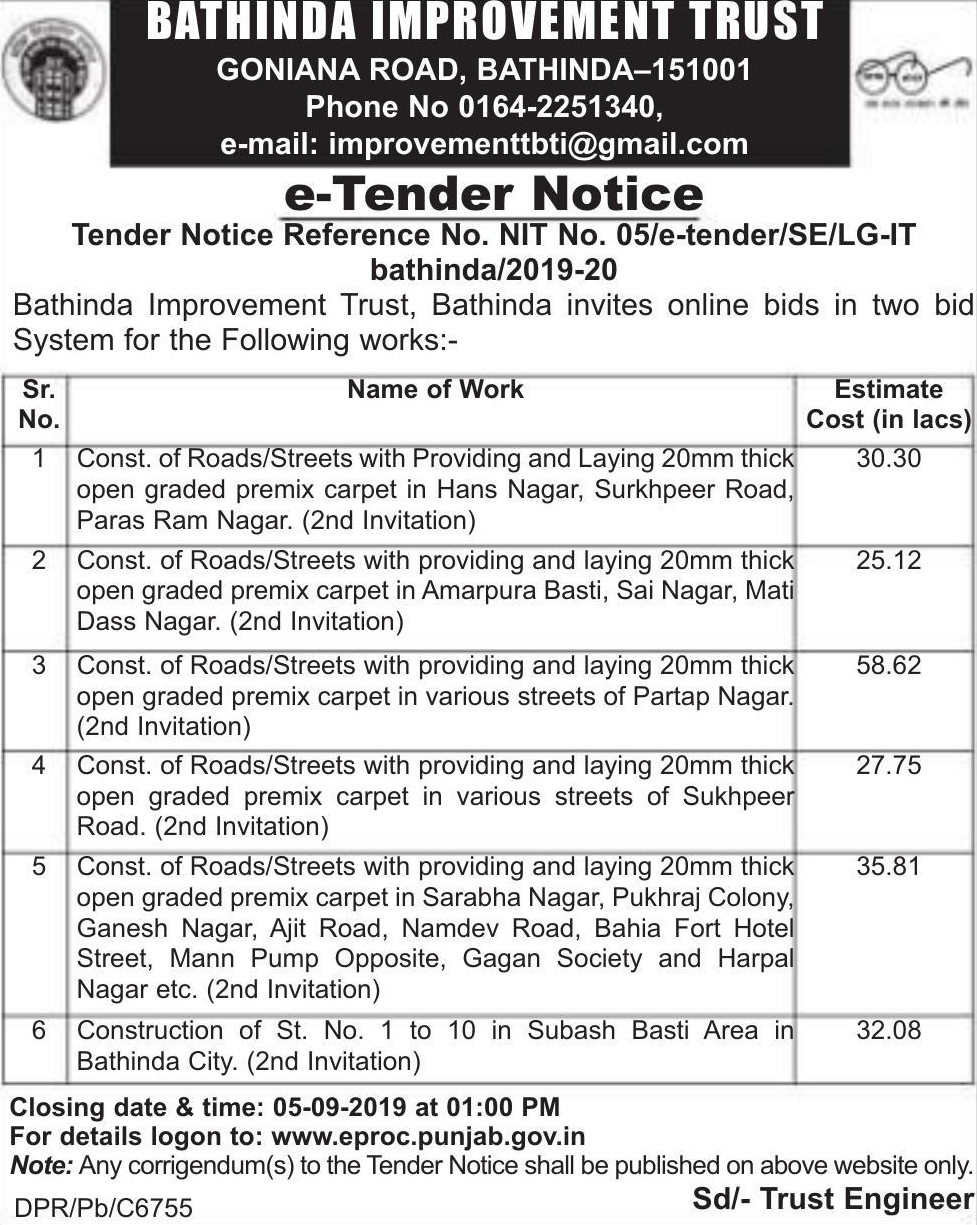 BATHINDA IMPROVEMENT TRUST
GONIANA ROAD, BATHINDA–151001
Phone No 0164-2251340,
e-mail: improvementtbti@gmail.com
e-Tender Notice
Tender Notice Reference No. NIT No. 05/e-tender/SE/LG-IT
bathinda/2019-20
Bathinda Improvement Trust, Bathinda invites online bids in two bid
System for the Following works:-
Sr. Name of Work Estimate
No. Cost (in lacs)
1 Const. of Roads/Streets with Providing and Laying 20mm thick 30.30
open graded premix carpet in Hans Nagar, Surkhpeer Road,
Paras Ram Nagar. (2nd Invitation)
2 Const. of Roads/Streets with providing and laying 20mm thick 25.12
open graded premix carpet in Amarpura Basti, Sai Nagar, Mati
Dass Nagar. (2nd Invitation)
3 Const. of Roads/Streets with providing and laying 20mm thick 58.62
open graded premix carpet in various streets of Partap Nagar.
(2nd Invitation)
4 Const. of Roads/Streets with providing and laying 20mm thick 27.75
open graded premix carpet in various streets of Sukhpeer
Road. (2nd Invitation)
5 Const. of Roads/Streets with providing and laying 20mm thick 35.81
open graded premix carpet in Sarabha Nagar, Pukhraj Colony,
Ganesh Nagar, Ajit Road, Namdev Road, Bahia Fort Hotel
Street, Mann Pump Opposite, Gagan Society and Harpal
Nagar etc. (2nd Invitation)
6 Construction of St. No. 1 to 10 in Subash Basti Area in 32.08
Bathinda City. (2nd Invitation)
Closing date & time: 05-09-2019 at 01:00 PM
For details logon to: www.eproc.punjab.gov.in
Note: Any corrigendum(s) to the Tender Notice shall be published on above website only.
DPR/Pb/C6755 Sd/- Trust Engineer